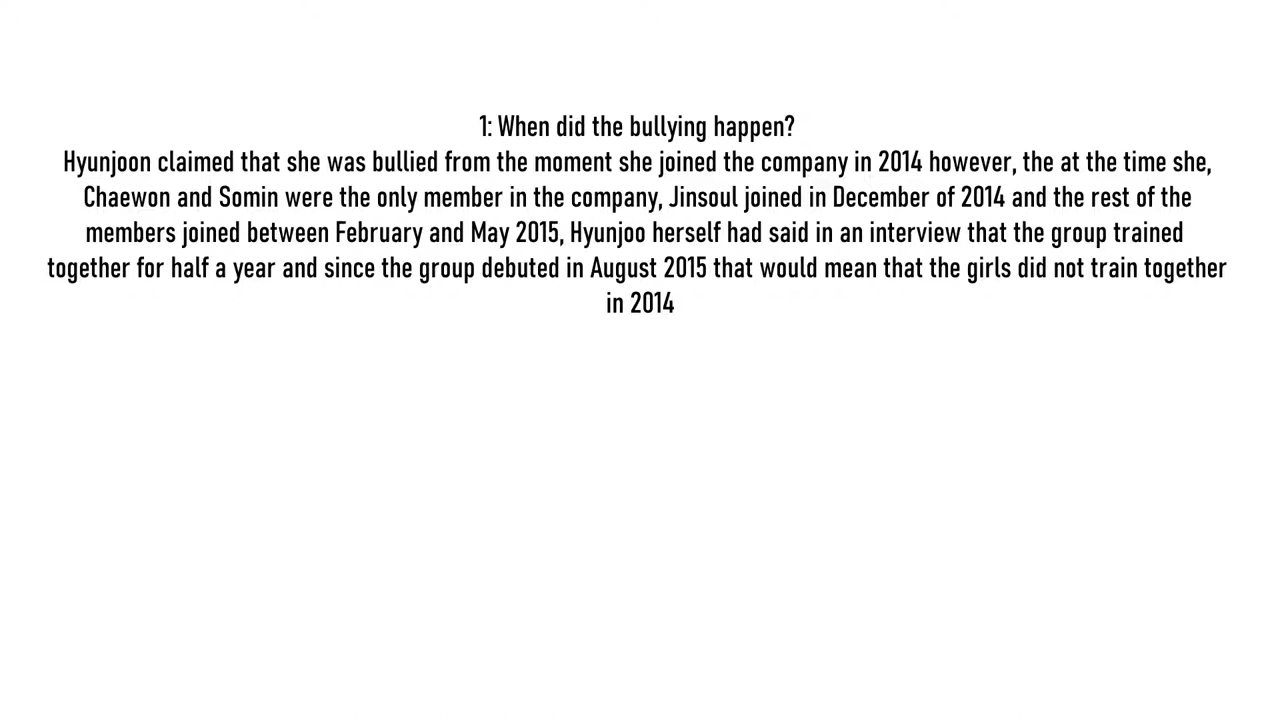 1: When did the bullying happen?
Hyunjoon claimed that she was bullied from the moment she joined the company in 2014 however, the at the time she,
Chaewon and Somin were the only member in the company, Jinsoul joined in December of 2014 and the rest of the
members joined between February and May 2015, Hyunjoo herself had said in an interview that the group trained
together for half a year and since the group debuted in August 2015 that would mean that the girls did not train together
in 2014